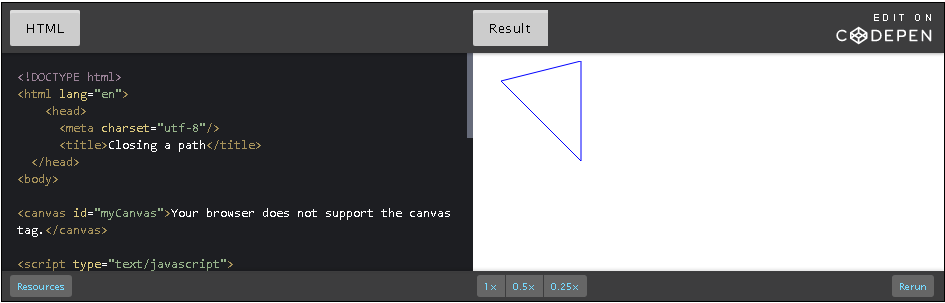 HTML
Result
EDIT ON
CODEPEN
<!DOCTYPE html>
<html lang="en">
<head>
<meta charset="utf-8"/>
<title>Closing a path</title>
</head>
<body>
<canvas id="myCanvas">Your browser does not support the canvas
tag.</canvas>
<script type="text/javascript">
Resources
1× 0.5× 0.25×
Rerun